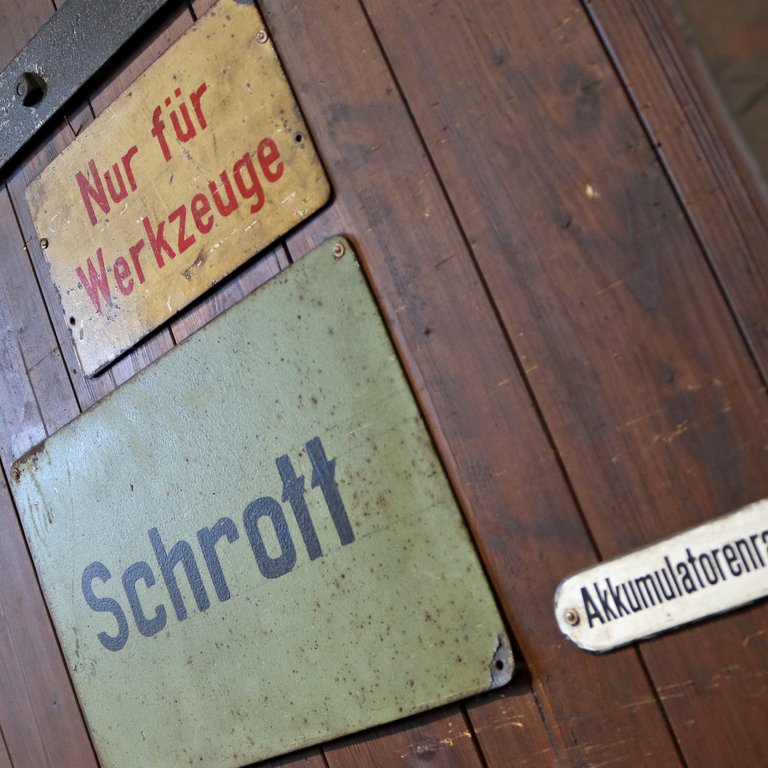 Nur für
Werkzeuge
Schrott
Akkumulatorenra